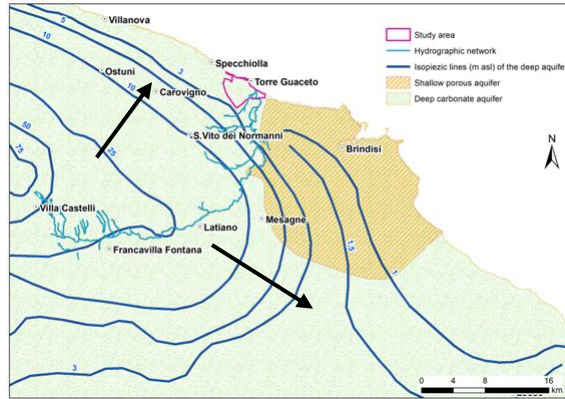 Villanova
Specchiolla
Torre Guaceto
Ostuni
Carovigno
S.Vito dei Normanni
Brindisi
Villa Castelli
Latiano
Mesagne
Francavilla Fontana
5
10
3
10
50
75
25
1,5
1
3
Study area
Hydrographic network
Isopiezic lines (m asl) of the deep aquife
Shallow porous aquifer
Deep carbonate aquifer
N
0 4 8 16
km